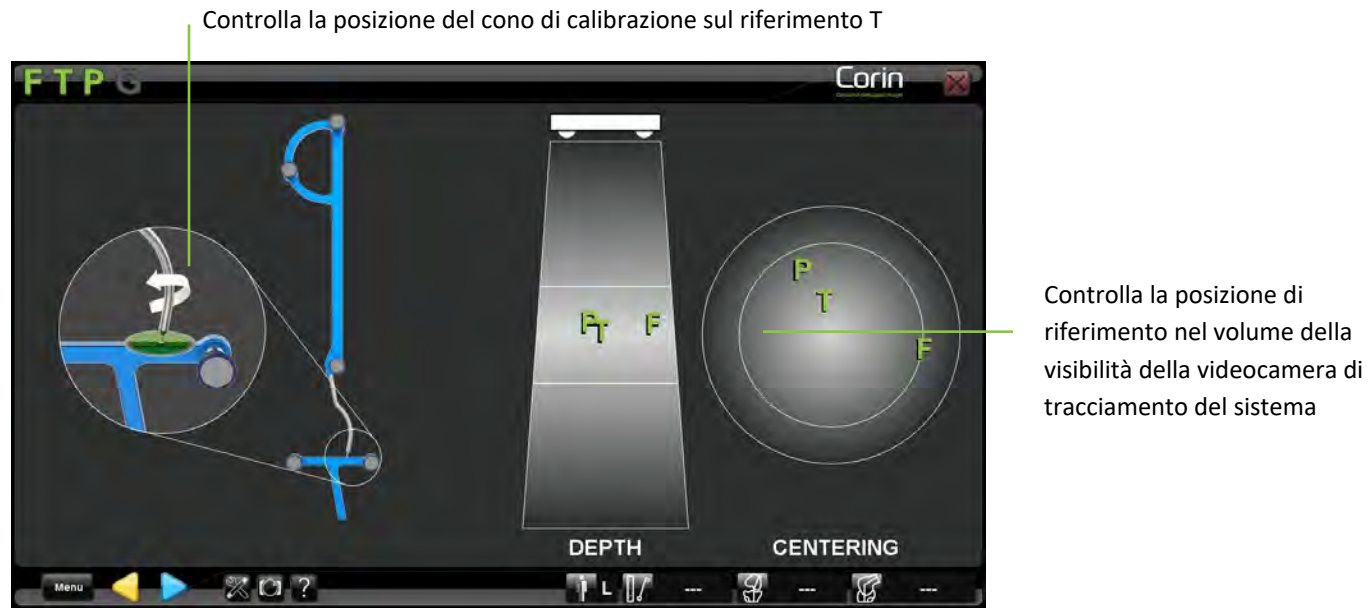 Controlla la posizione del cono di calibrazione sul riferimento T
F T P G
Corin
P
T
F
P
T
F
DEPTH
CENTERING
Menu
?
L
---
---
---
Controlla la posizione di
riferimento nel volume della
visibilità della videocamera di
tracciamento del sistema